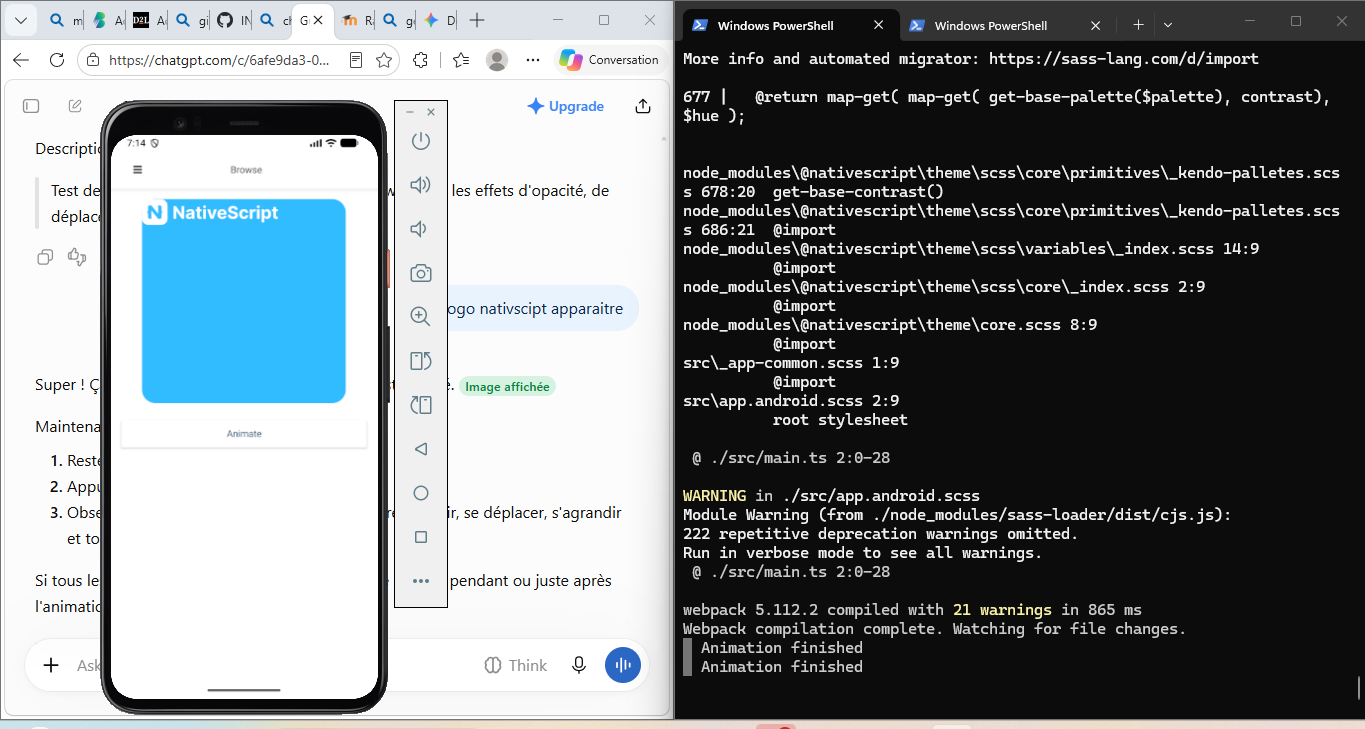 https://chatgpt.com/c/6afe9da3-0...
Conversation
Upgrade
Descripti
Test de
les effets d'opacité, de
déplace
ogo nativscipt apparaitre
Super ! Ç
Image affichée
Maintena
1. Reste
2. Appu
3. Obse
ir, se déplacer, s'agrandir
et to
Si tous le
pendant ou juste après
l'animatio
Ask
Think
7:14
Browse
N NativeScript
Animate
Windows PowerShell
Windows PowerShell
More info and automated migrator: https://sass-lang.com/d/import
677 | @return map-get( map-get( get-base-palette($palette), contrast),
$hue );
node_modules\@nativescript\theme\scss\core\primitives\_kendo-palletes.scs
s 678:20 get-base-contrast()
node_modules\@nativescript\theme\scss\core\primitives\_kendo-palletes.scs
s 686:21 @import
node_modules\@nativescript\theme\scss\variables\_index.scss 14:9
@import
node_modules\@nativescript\theme\scss\core\_index.scss 2:9
@import
node_modules\@nativescript\theme\core.scss 8:9
@import
src\_app-common.scss 1:9
@import
src\app.android.scss 2:9
root stylesheet
@ ./src/main.ts 2:0-28
WARNING in ./src/app.android.scss
Module Warning (from ./node_modules/sass-loader/dist/cjs.js):
222 repetitive deprecation warnings omitted.
Run in verbose mode to see all warnings.
@ ./src/main.ts 2:0-28
webpack 5.112.2 compiled with 21 warnings in 865 ms
Webpack compilation complete. Watching for file changes.
Animation finished
Animation finished